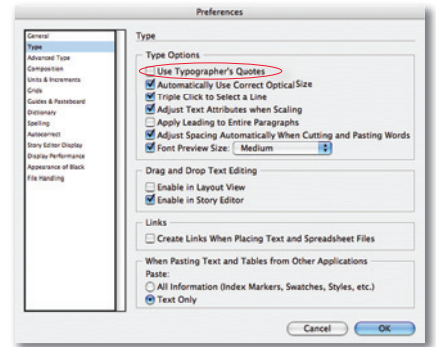 Preferences
General
Type
Advanced Type
Composition
Units & Increments
Grids
Guides & Pasteboard
Dictionary
Spelling
Autocorrect
Story Editor Display
Display Performance
Appearance of Black
File Handling
Type
Type Options
Use Typographer's Quotes
Automatically Use Correct Optical Size
Triple Click to Select a Line
Adjust Text Attributes when Scaling
Apply Leading to Entire Paragraphs
Adjust Spacing Automatically When Cutting and Pasting Words
Font Preview Size: Medium
Drag and Drop Text Editing
Enable in Layout View
Enable in Story Editor
Links
Create Links When Placing Text and Spreadsheet Files
When Pasting Text and Tables from Other Applications
Paste:
All Information (Index Markers, Swatches, Styles, etc.)
Text Only
Cancel OK